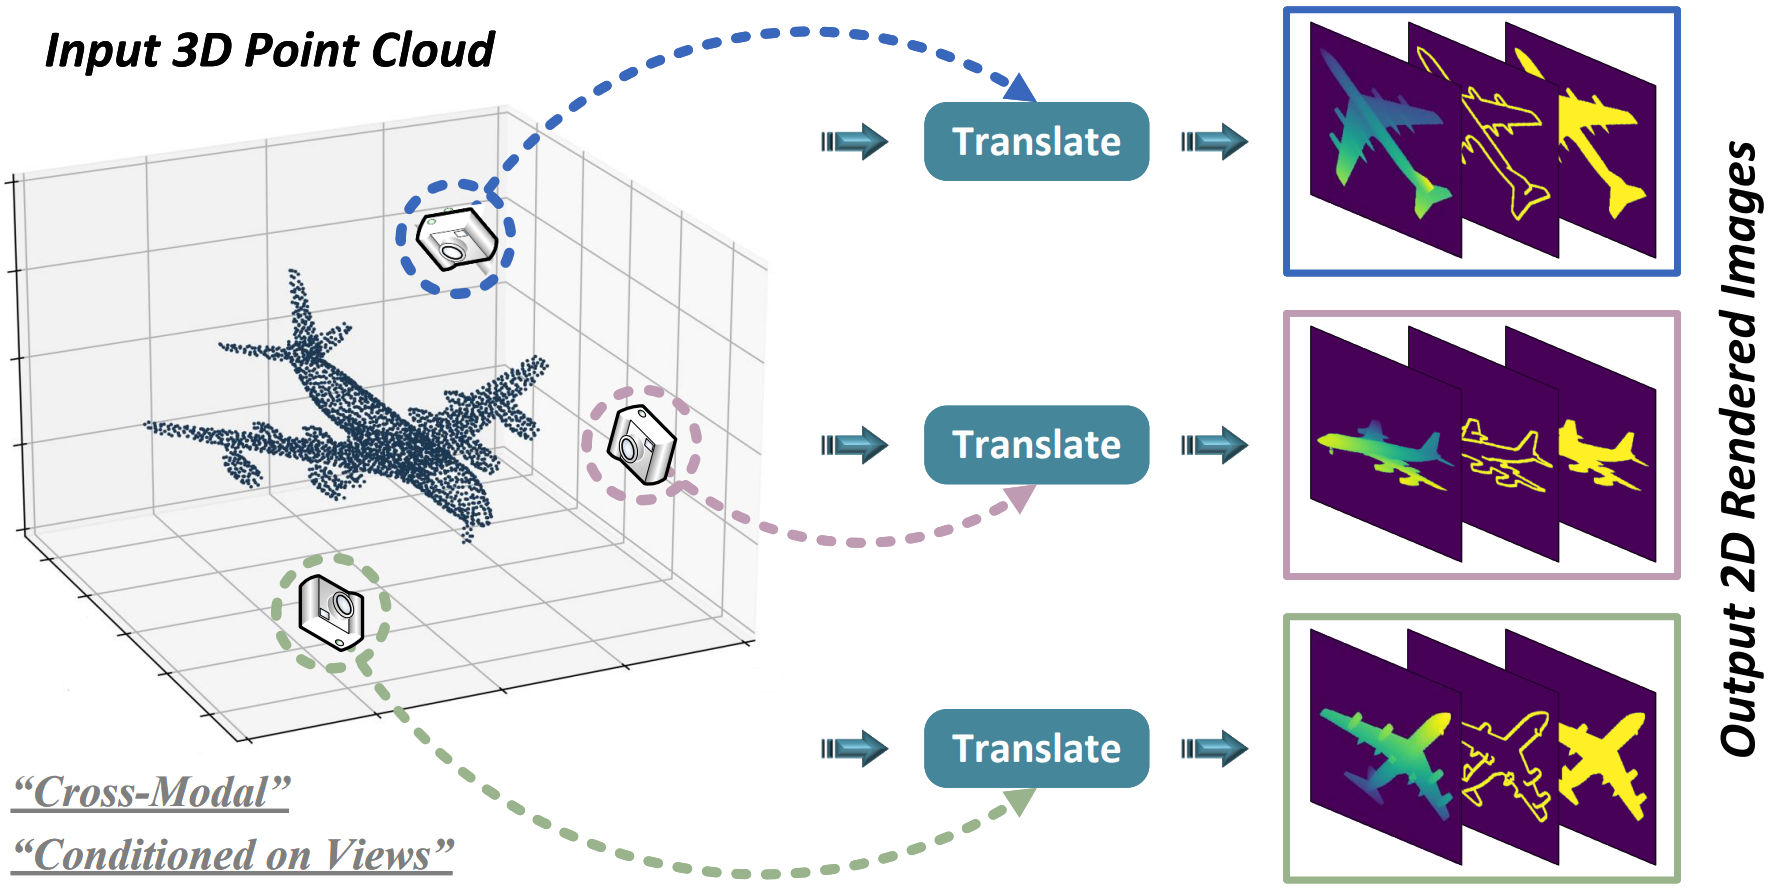 Input 3D Point Cloud
Translate
Translate
Translate
Output 2D Rendered Images
“Cross-Modal”
“Conditioned on Views”